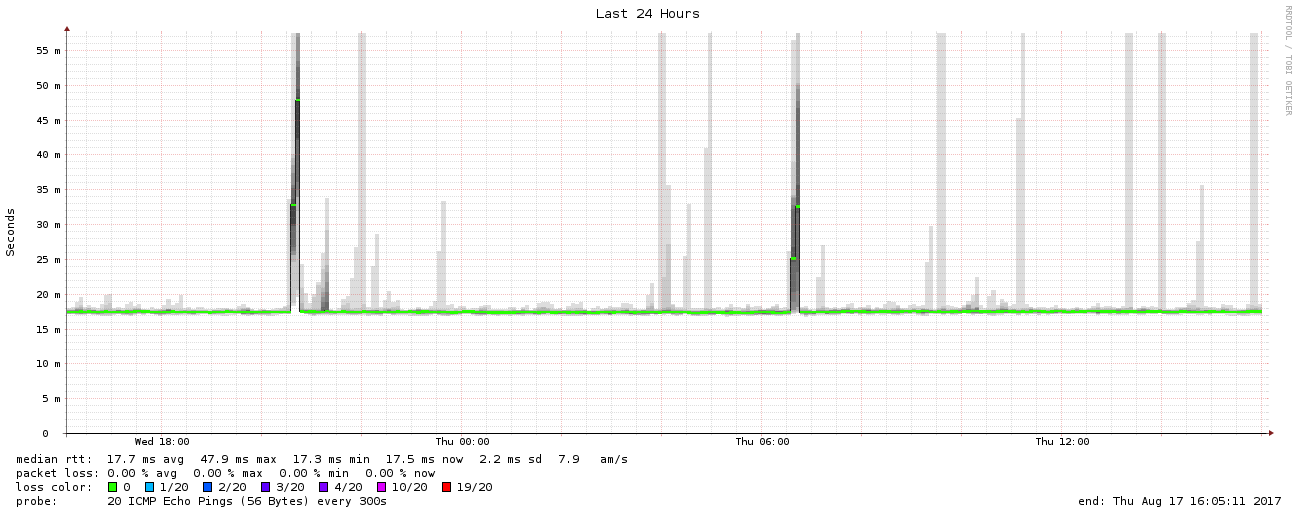 Last 24 Hours
RRDTOOL / TOBI OETIKER
Seconds
55 m
50 m
45 m
40 m
35 m
30 m
25 m
20 m
15 m
10 m
5 m
0
Wed 18:00 Thu 00:00 Thu 06:00 Thu 12:00
median rtt: 17.7 ms avg 47.9 ms max 17.3 ms min 17.5 ms now 2.2 ms sd 7.9 am/s
packet loss: 0.00 % avg 0.00 % max 0.00 % min 0.00 % now
loss color: 0 1/20 2/20 3/20 4/20 10/20 19/20
probe: 20 ICMP Echo Pings (56 Bytes) every 300s end: Thu Aug 17 16:05:11 2017